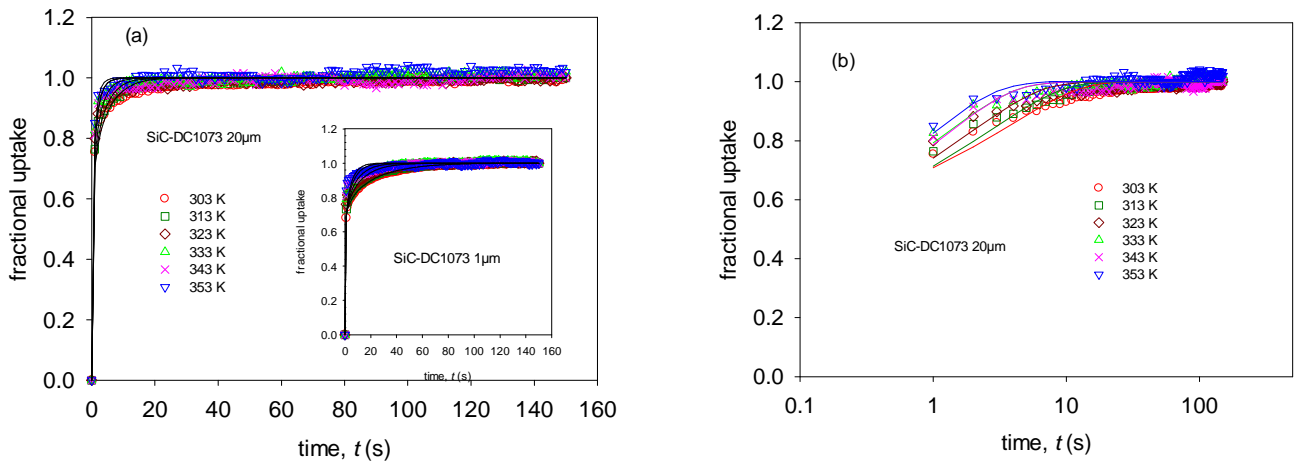 (a)
1.2
1.0
0.8
0.6
0.4
0.2
0.0
fractional uptake
SiC-DC1073 20µm
303 K
313 K
323 K
333 K
343 K
353 K
1.2
1.0
0.8
0.6
0.4
0.2
0.0
fractional uptake
SiC-DC1073 1µm
0 20 40 60 80 100 120 140 160
time, t (s)
0 20 40 60 80 100 120 140 160
time, t (s)
(b)
1.2
1.0
0.8
0.6
0.4
0.2
0.0
fractional uptake
SiC-DC1073 20µm
303 K
313 K
323 K
333 K
343 K
353 K
0.1 1 10 100
time, t (s)